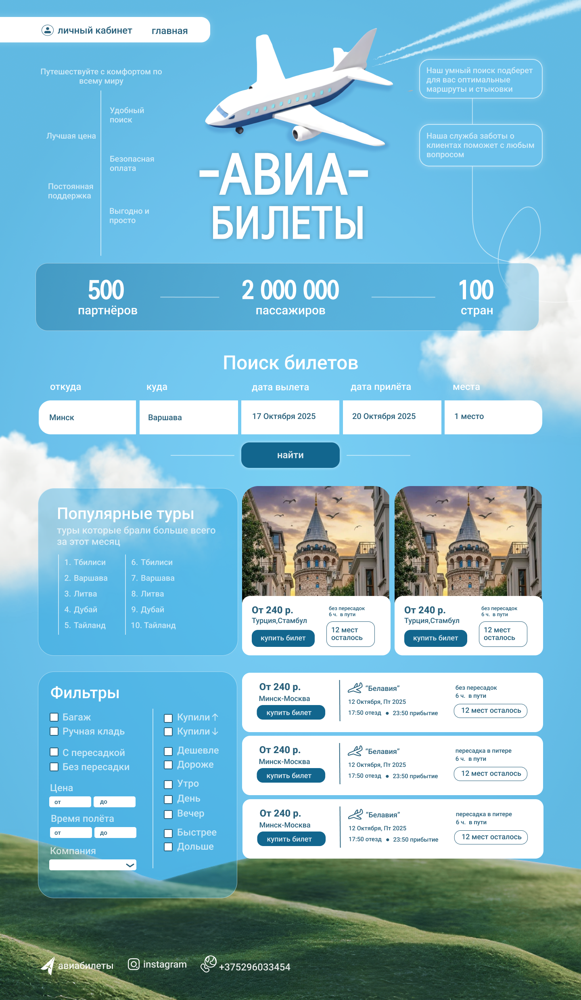 личный кабинет
главная
Путешествуйте с комфортом по
всему миру
Удобный
поиск
Лучшая цена
Безопасная
оплата
Постоянная
поддержка
Выгодно и
просто
Наш умный поиск подберет
для вас оптимальные
маршруты и стыковки
Наша служба заботы о
клиентах поможет с любым
вопросом
-АВИА-
БИЛЕТЫ
500
партнёров
2 000 000
пассажиров
100
стран
Поиск билетов
откуда
куда
дата вылета
дата прилёта
места
Минск
Варшава
17 Октября 2025
20 Октября 2025
1 место
найти
Популярные туры
туры которые брали больше всего
за этот месяц
1. Тбилиси
2. Варшава
3. Литва
4. Дубай
5. Тайланд
6. Тбилиси
7. Варшава
8. Литва
9. Дубай
10. Тайланд
От 240 р.
Турция,Стамбул
купить билет
без пересадок
6 ч. в пути
12 мест
осталось
От 240 р.
Турция,Стамбул
купить билет
без пересадок
6 ч. в пути
12 мест
осталось
Фильтры
Багаж
Ручная кладь
С пересадкой
Без пересадки
Цена
от
до
Время полёта
от
до
Компания
Купили↑
Купили↓
Дешевле
Дороже
Утро
День
Вечер
Быстрее
Дольше
От 240 р.
Минск-Москва
купить билет
“Белавия”
12 Октября, Пт 2025
17:50 отезд • 23:50 прибытие
без пересадок
6 ч. в пути
12 мест осталось
От 240 р.
Минск-Москва
купить билет
“Белавия”
12 Октября, Пт 2025
17:50 отезд • 23:50 прибытие
пересадка в питере
6 ч. в пути
12 мест осталось
От 240 р.
Минск-Москва
купить билет
“Белавия”
12 Октября, Пт 2025
17:50 отезд • 23:50 прибытие
пересадка в питере
6 ч. в пути
12 мест осталось
авиабилеты
instagram
+375296033454